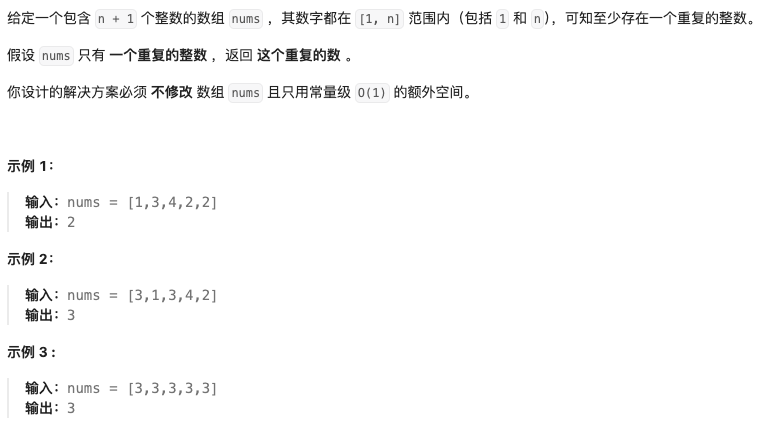 给定一个包含 n + 1 个整数的数组 nums ，其数字都在 [1, n] 范围内（包括 1 和 n），可知至少存在一个重复的整数。
假设 nums 只有 一个重复的整数 ，返回 这个重复的数 。
你设计的解决方案必须 不修改 数组 nums 且只用常量级 O(1) 的额外空间。
示例 1：
输入：nums = [1,3,4,2,2]
输出：2
示例 2：
输入：nums = [3,1,3,4,2]
输出：3
示例 3 :
输入：nums = [3,3,3,3,3]
输出：3